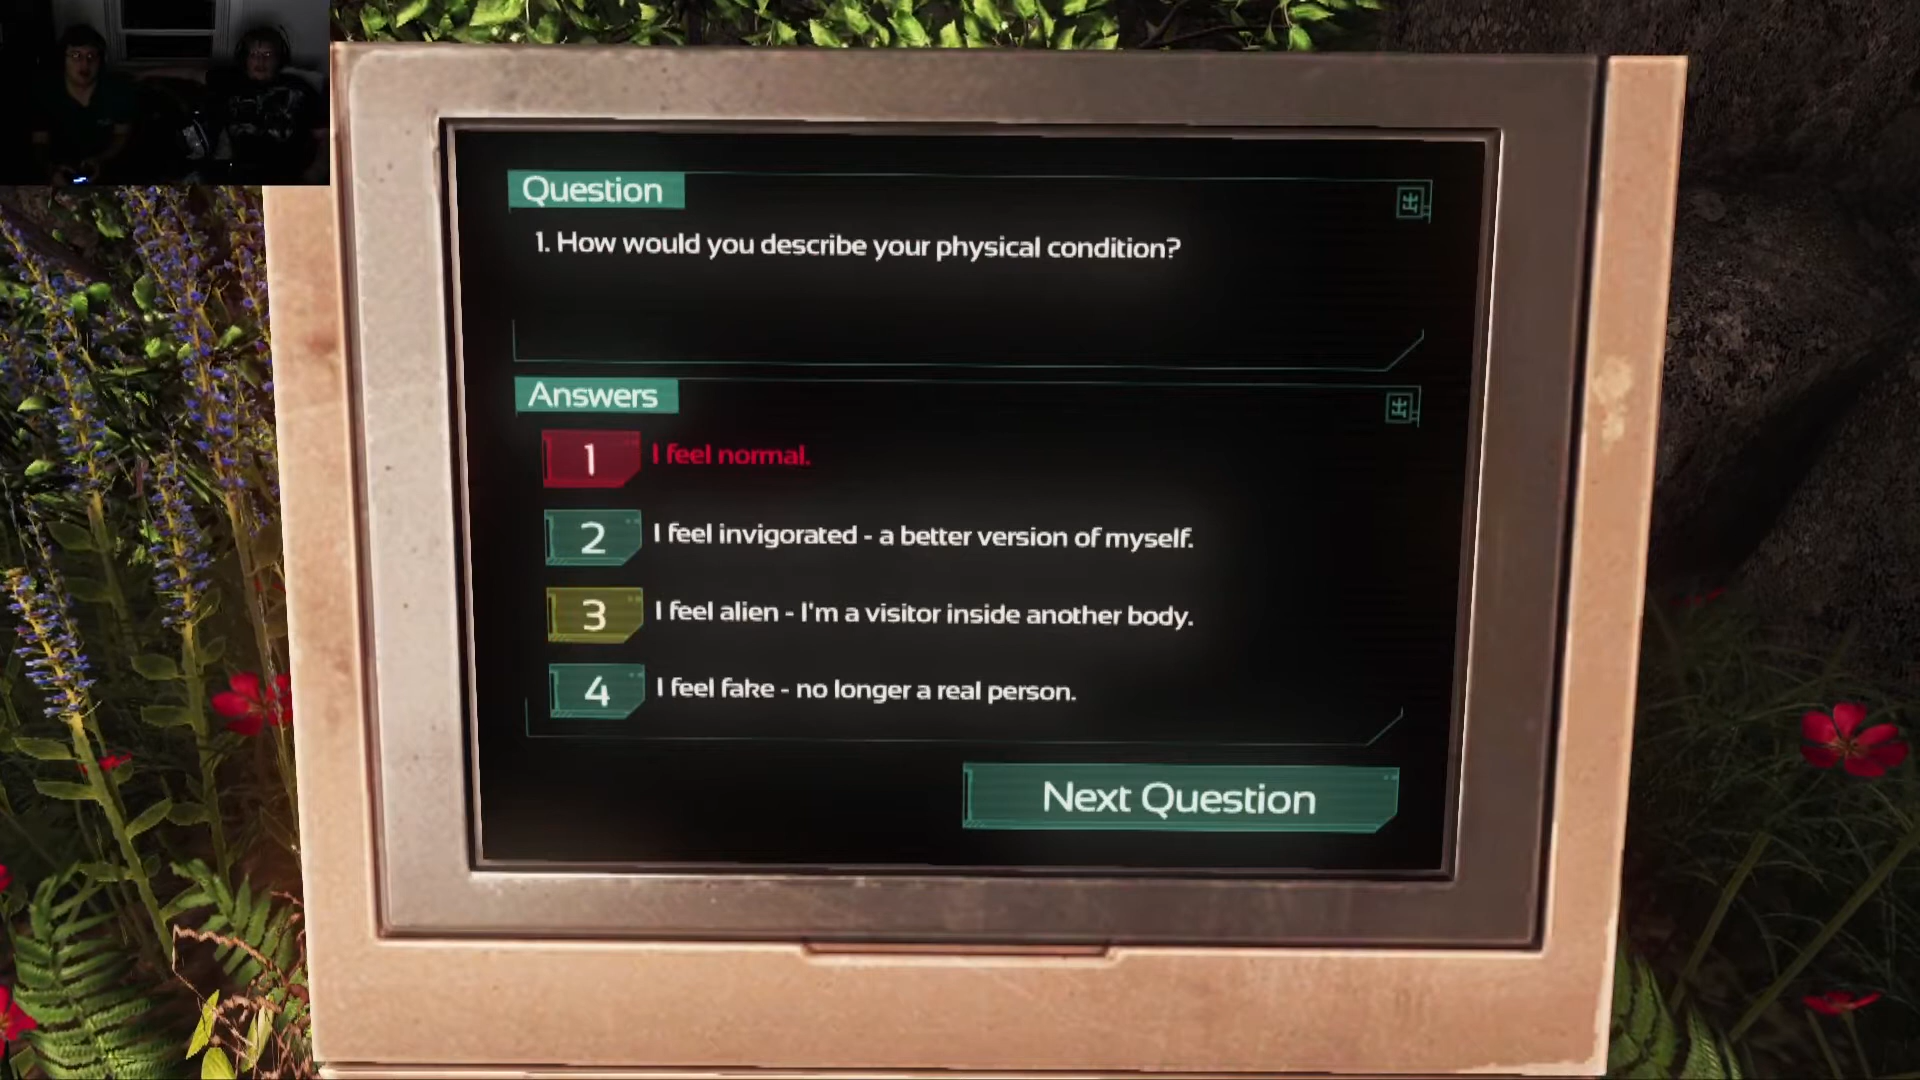 Question
1. How would you describe your physical condition?
Answers
1 I feel normal.
2 I feel invigorated - a better version of myself.
3 I feel alien - I'm a visitor inside another body.
4 I feel fake - no longer a real person.
Next Question